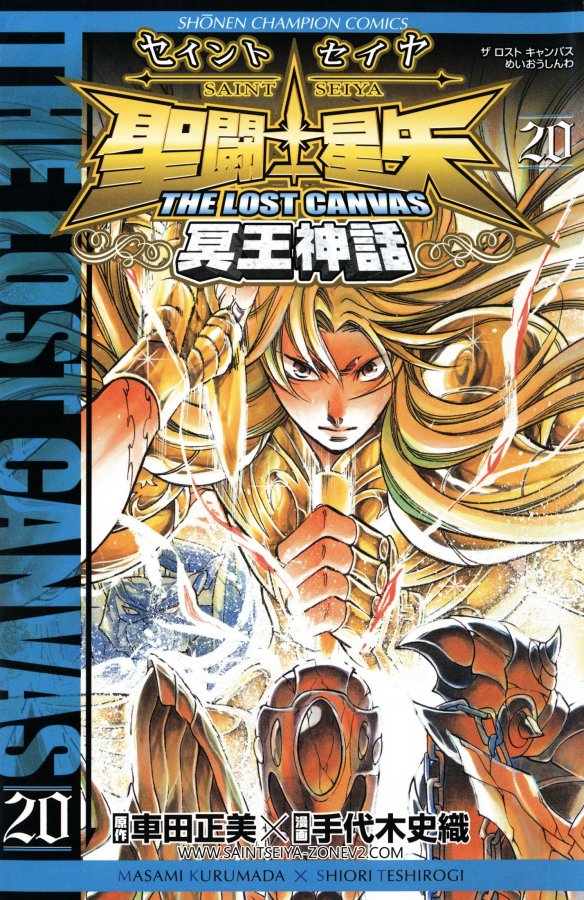 SHŌNEN CHAMPION COMICS
セイント セイヤ
SAINT SEIYA
聖闘士星矢
THE LOST CANVAS
冥王神話
ザ ロスト キャンバス
めいおうしんわ
20
THE LOST CANVAS
20
原作 車田正美×漫画 手代木史織
WWW.SAINTSEIYA-ZONEV2.COM
MASAMI KURUMADA × SHIORI TESHIROGI